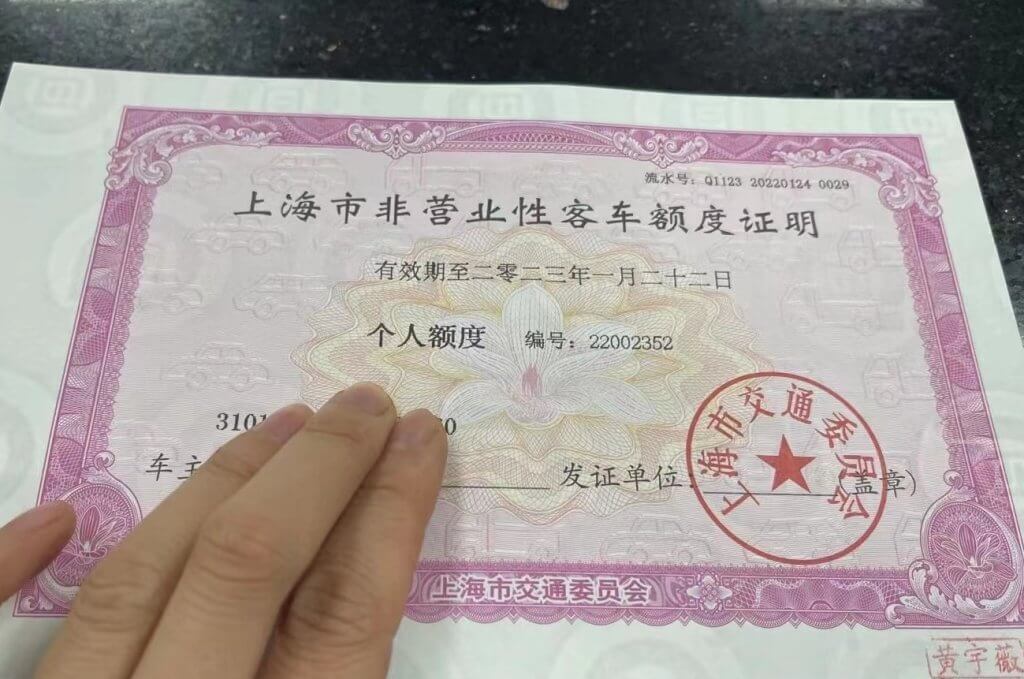 流水号：Q1123 20220124 0029
上海市非营业性客车额度证明
有效期至二零二三年一月二十二日
个人额度 编号：22002352
3101 60
车主 发证单位： 盖章)
上海市交通委员会
上海市交通委员会
黄宇薇